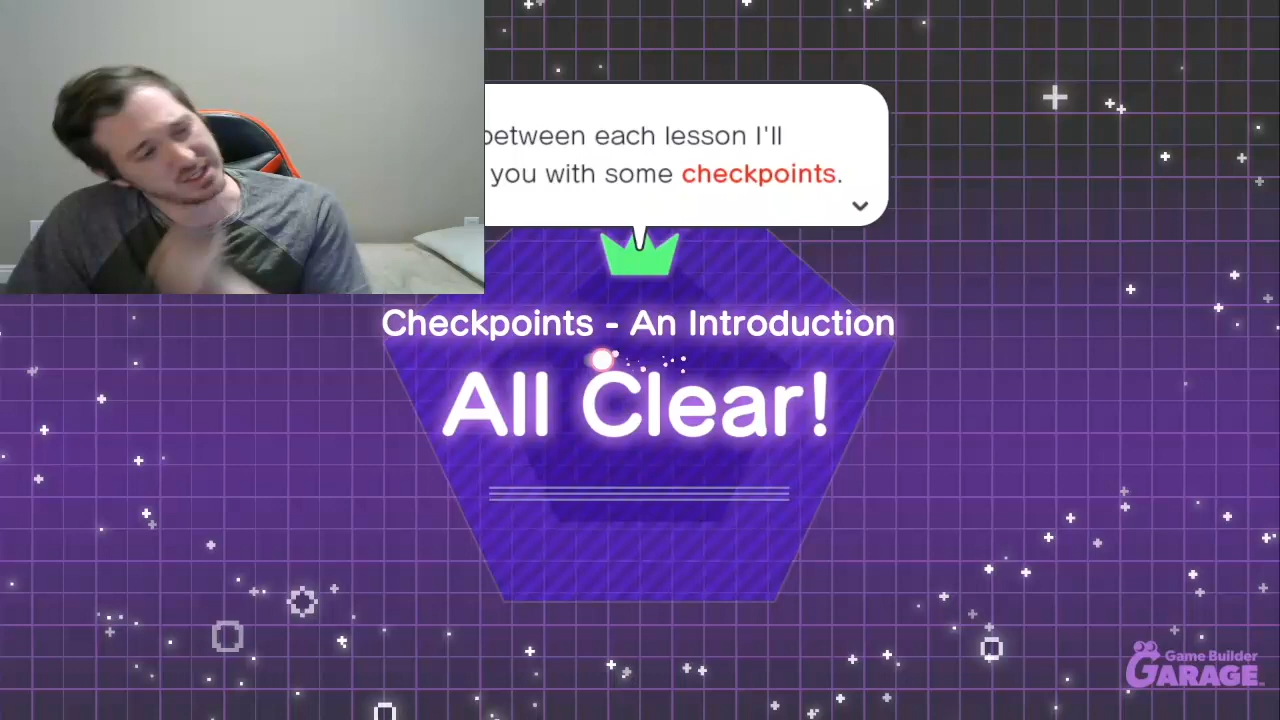 between each lesson I'll
you with some checkpoints.
Checkpoints - An Introduction
All Clear!
Game Builder
GARAGE